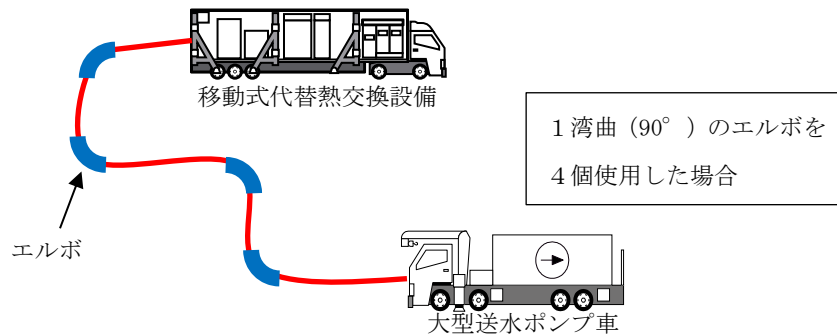 移動式代替熱交換設備
1湾曲（90°）のエルボを
4個使用した場合
エルボ
大型送水ポンプ車